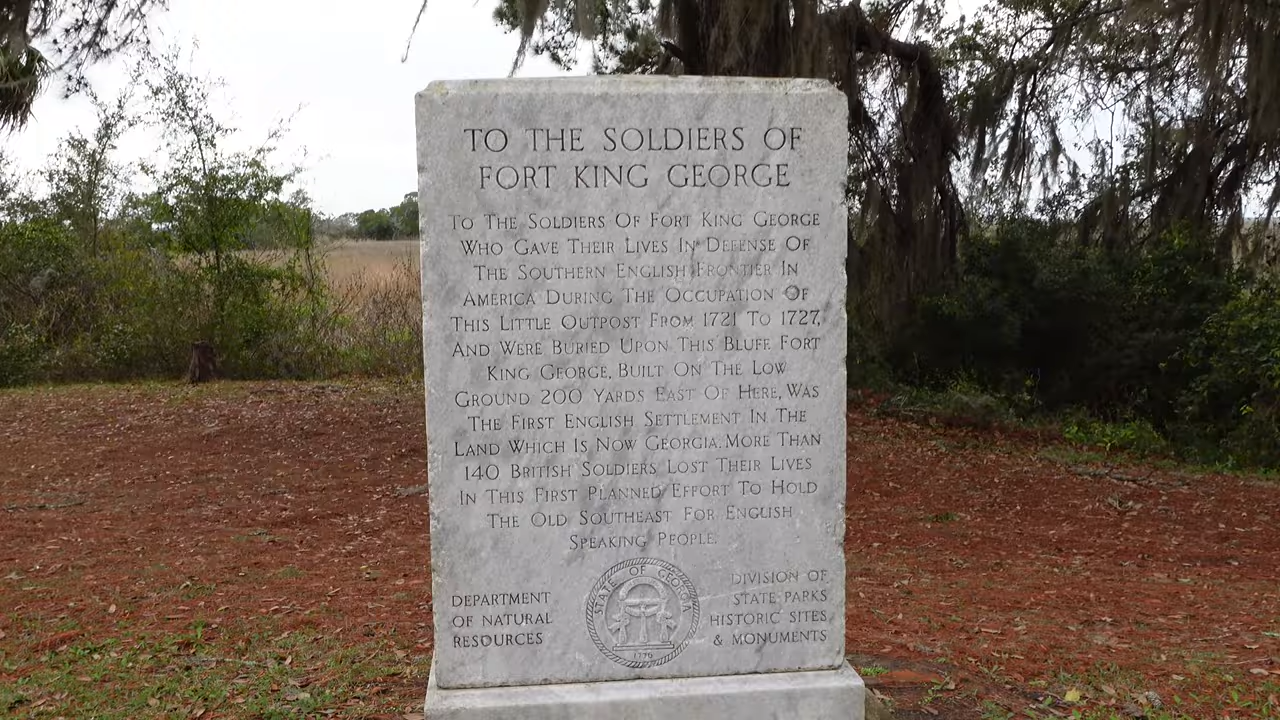 TO THE SOLDIERS OF
FORT KING GEORGE
TO THE SOLDIERS OF FORT KING GEORGE
WHO GAVE THEIR LIVES IN DEFENSE OF
THE SOUTHERN ENGLISH FRONTIER IN
AMERICA DURING THE OCCUPATION OF
THIS LITTLE OUTPOST FROM 1721 TO 1727,
AND WERE BURIED UPON THIS BLUFF FORT
KING GEORGE, BUILT ON THE LOW
GROUND 200 YARDS EAST OF HERE, WAS
THE FIRST ENGLISH SETTLEMENT IN THE
LAND WHICH IS NOW GEORGIA. MORE THAN
140 BRITISH SOLDIERS LOST THEIR LIVES
IN THIS FIRST PLANNED EFFORT TO HOLD
THE OLD SOUTHEAST FOR ENGLISH
SPEAKING PEOPLE.
DEPARTMENT
OF NATURAL
RESOURCES
STATE OF GEORGIA
1776
DIVISION OF
STATE PARKS
HISTORIC SITES
& MONUMENTS